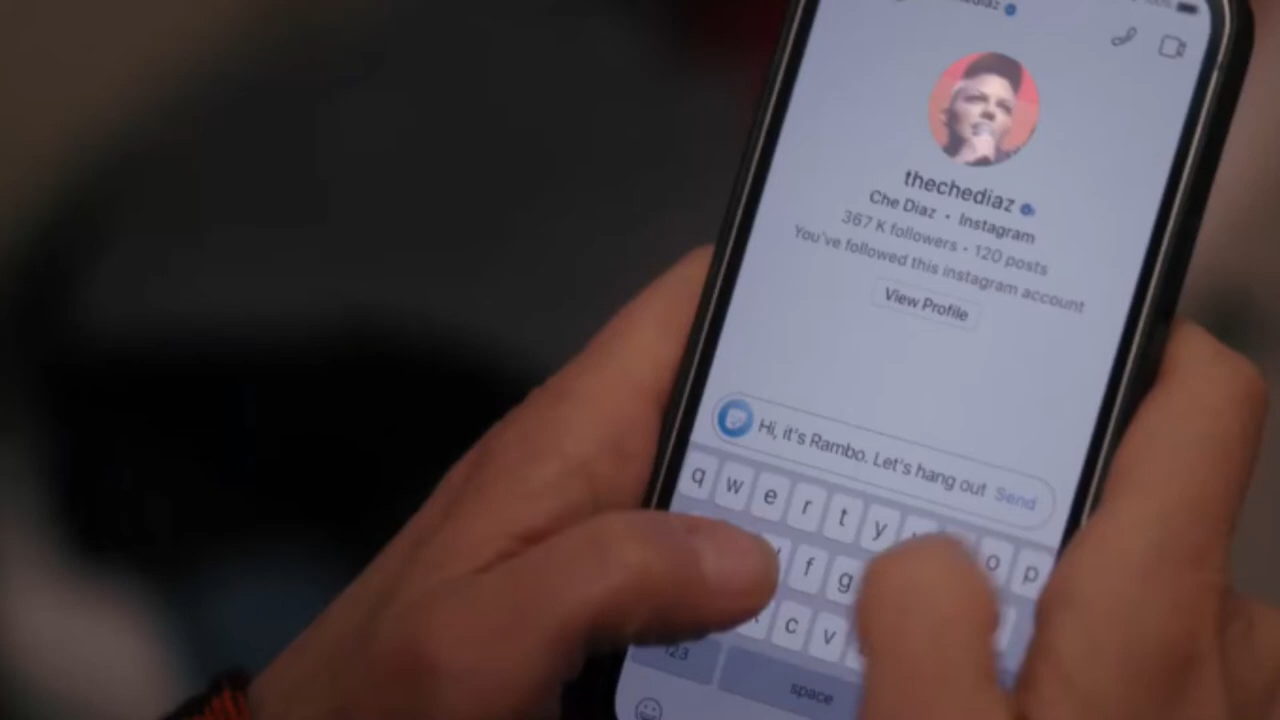 thechediaz
Che Diaz • Instagram
367 K followers • 120 posts
You've followed this instagram account
View Profile
Hi, it's Rambo. Let's hang out Send
q w e r t y o p
f g
c v
123 space